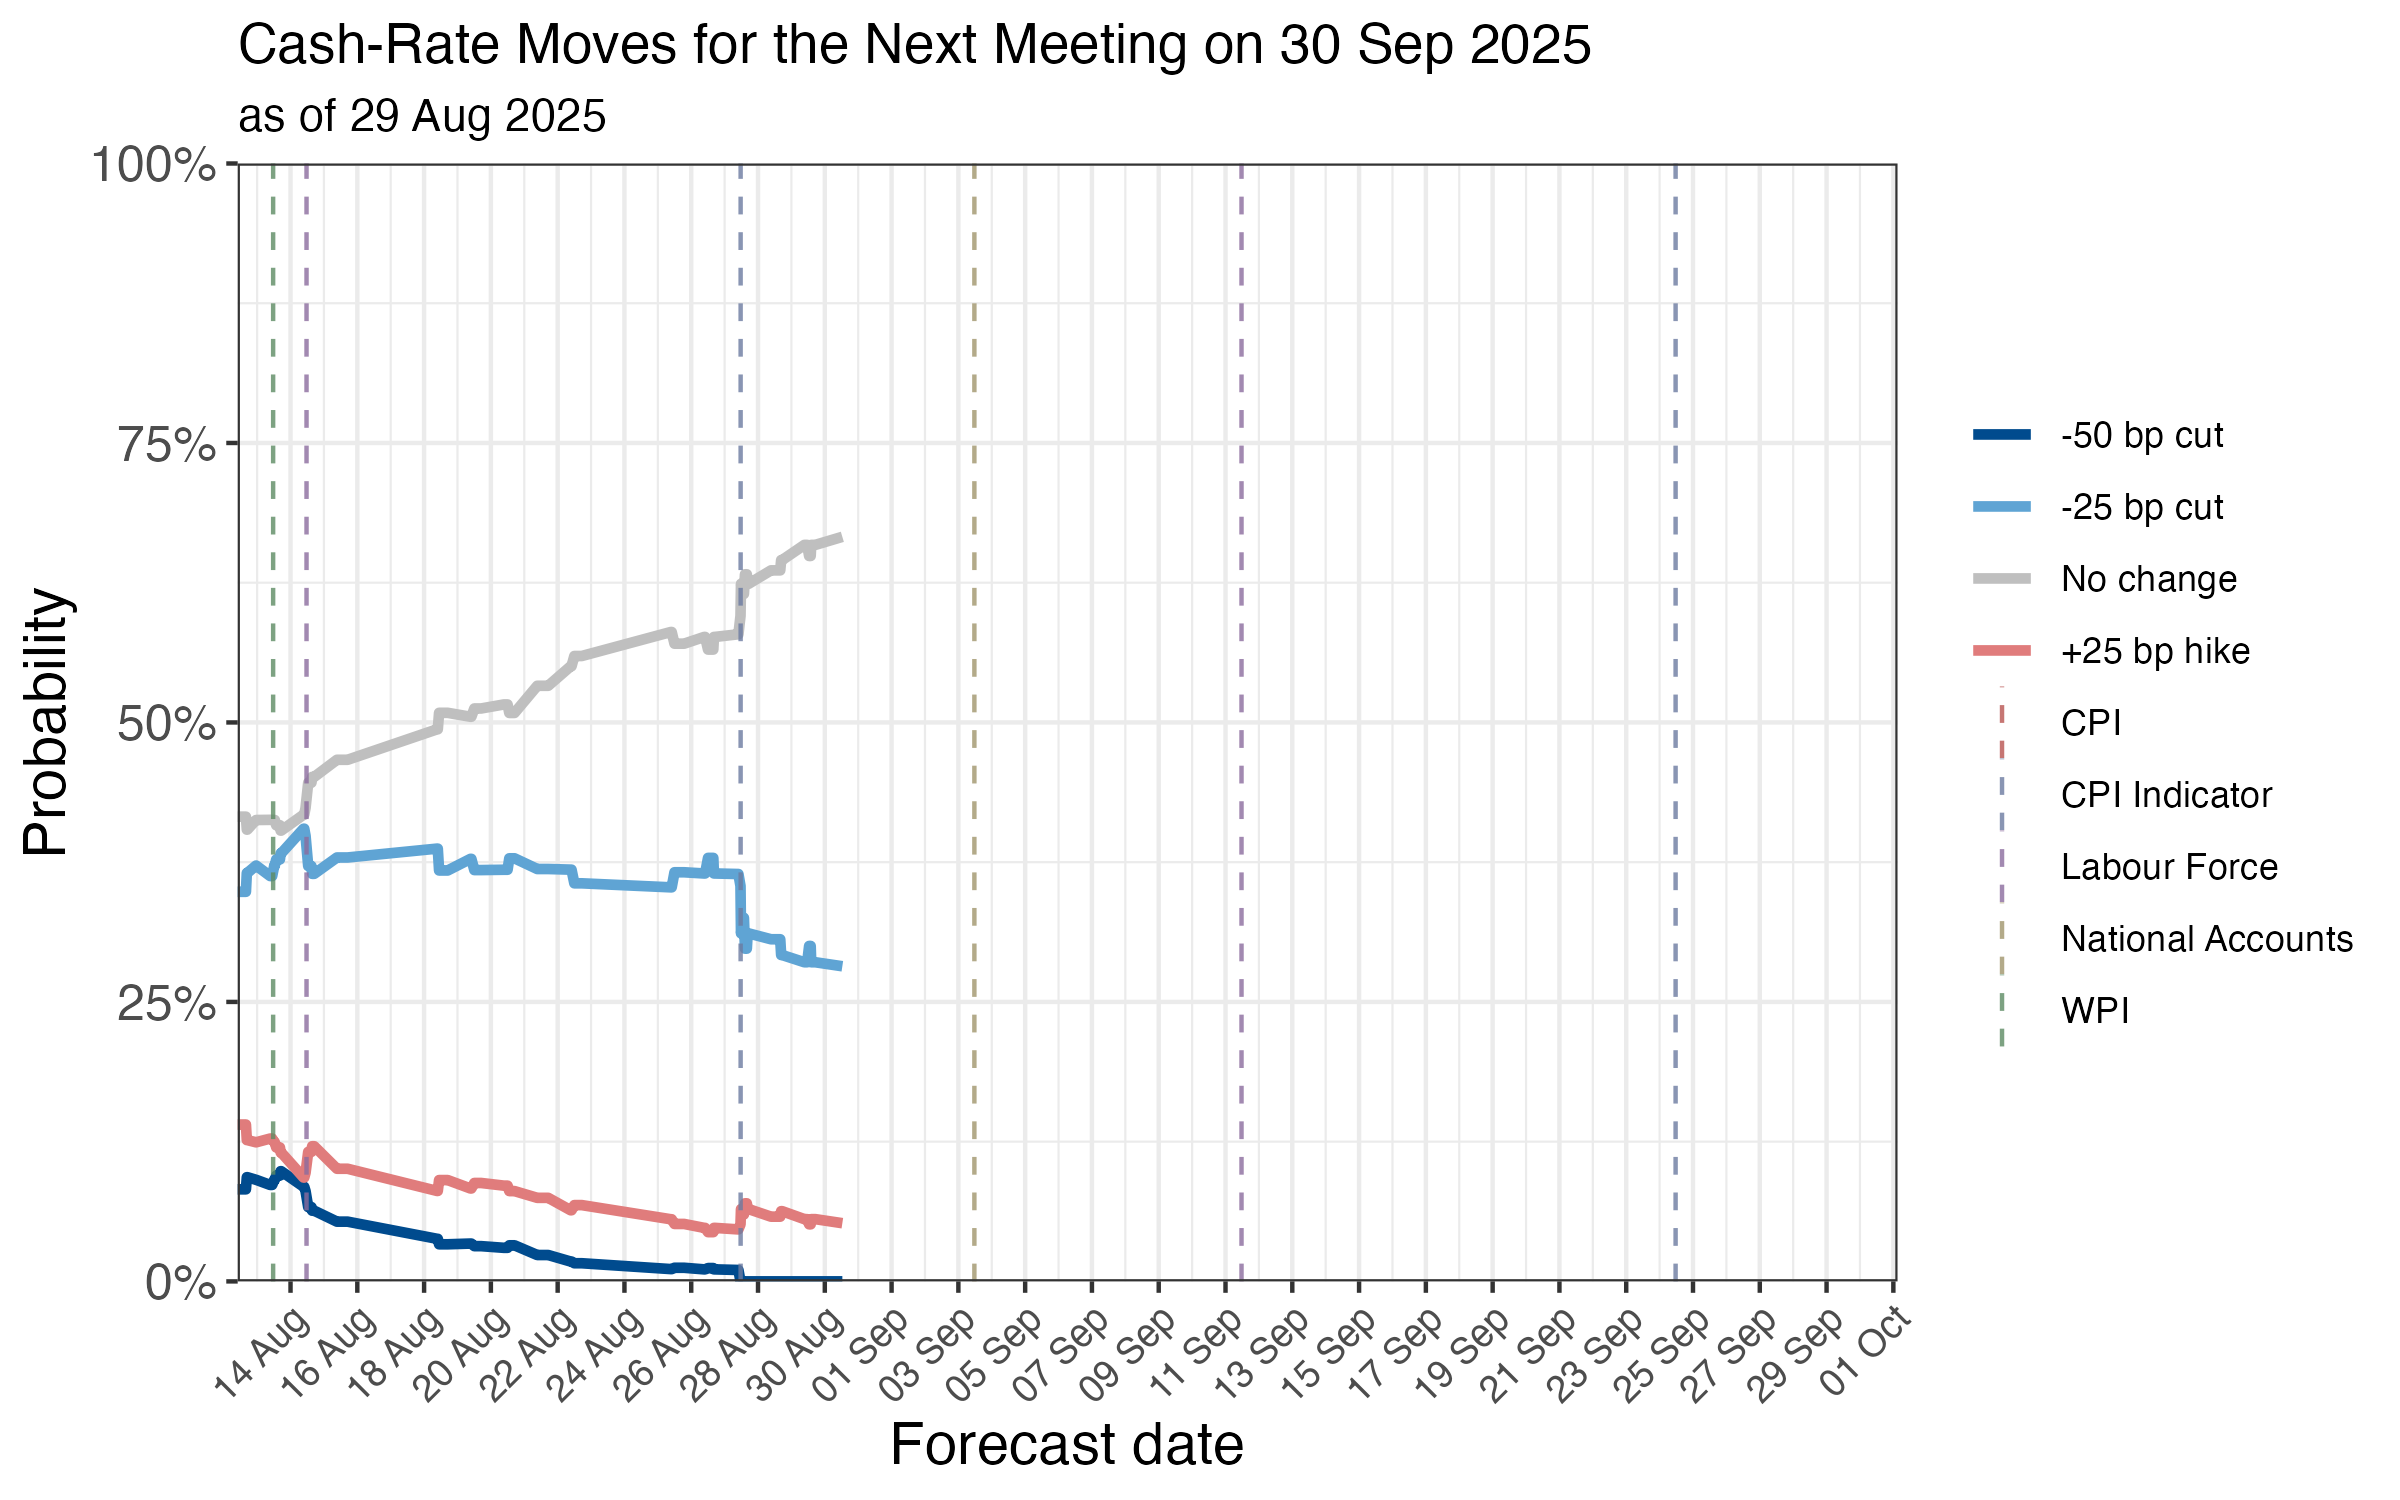 Cash-Rate Moves for the Next Meeting on 30 Sep 2025
as of 29 Aug 2025
100%
75%
50%
25%
0%
Probability
14 Aug
16 Aug
18 Aug
20 Aug
22 Aug
24 Aug
26 Aug
28 Aug
30 Aug
01 Sep
03 Sep
05 Sep
07 Sep
09 Sep
11 Sep
13 Sep
15 Sep
17 Sep
19 Sep
21 Sep
23 Sep
25 Sep
27 Sep
29 Sep
01 Oct
Forecast date
-50 bp cut
-25 bp cut
No change
+25 bp hike
CPI
CPI Indicator
Labour Force
National Accounts
WPI